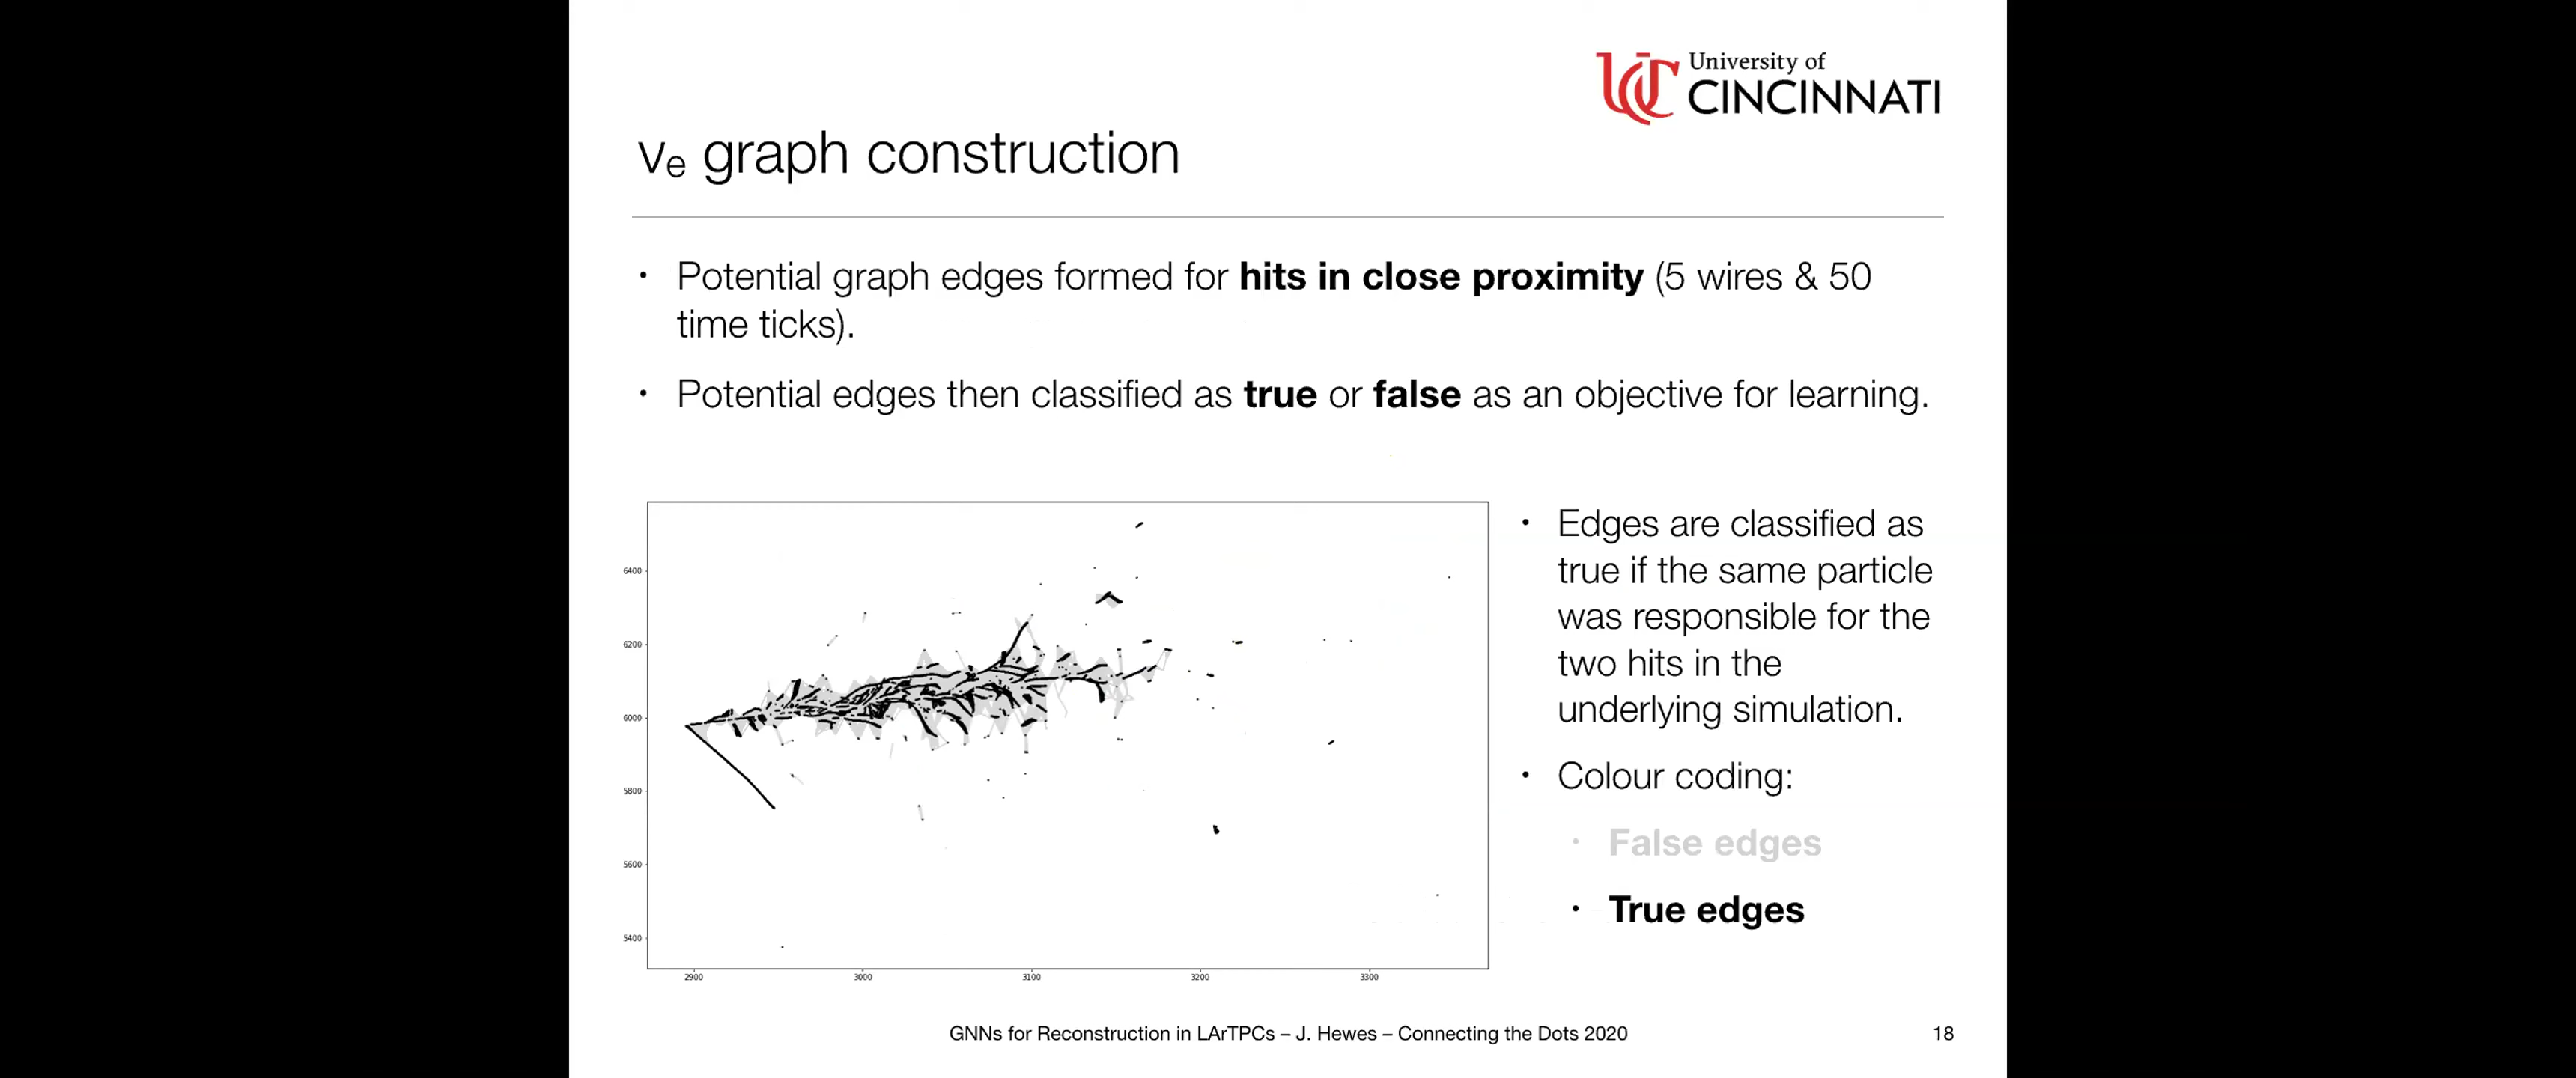 University of
CINCINNATI
νe graph construction
• Potential graph edges formed for hits in close proximity (5 wires & 50
time ticks).
• Potential edges then classified as true or false as an objective for learning.
6400
6200
6000
5800
5600
5400
2900 3000 3100 3200 3300
• Edges are classified as
true if the same particle
was responsible for the
two hits in the
underlying simulation.
• Colour coding:
• False edges
• True edges
GNNs for Reconstruction in LArTPCs – J. Hewes – Connecting the Dots 2020
18